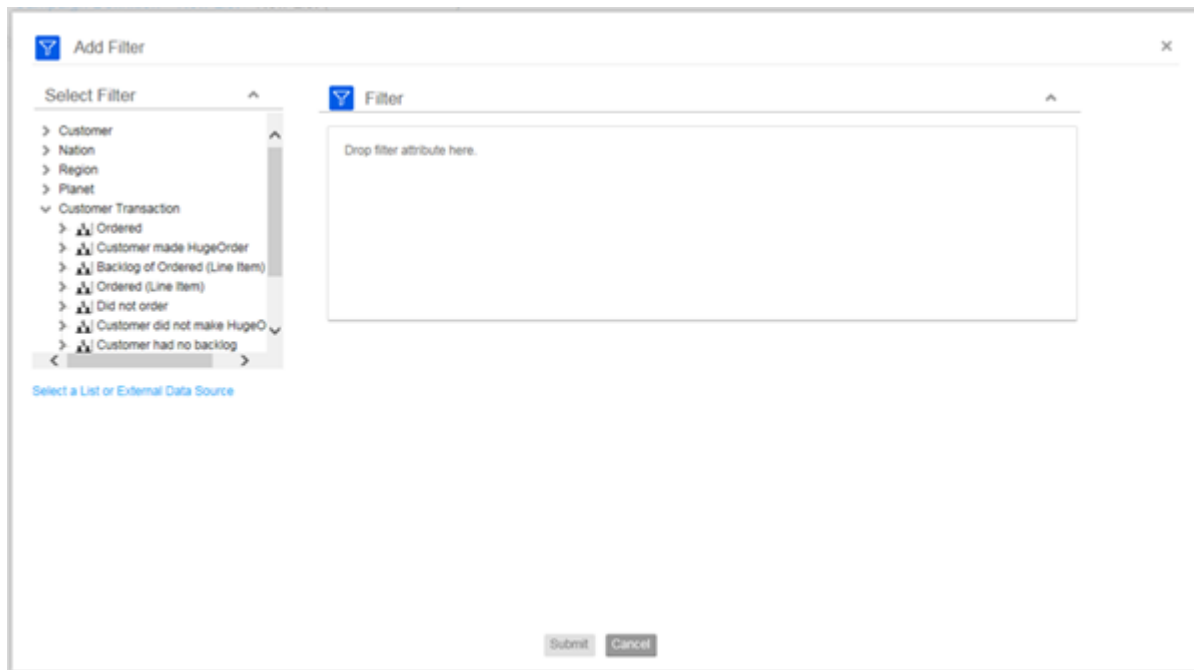 Add Filter
Select Filter
Customer
Nation
Region
Planet
Customer Transaction
Ordered
Customer made HugeOrder
Backlog of Ordered (Line Item)
Ordered (Line Item)
Did not order
Customer did not make HugeO
Customer had no backlog
Select a List or External Data Source
Filter
Drop filter attribute here.
Submit
Cancel